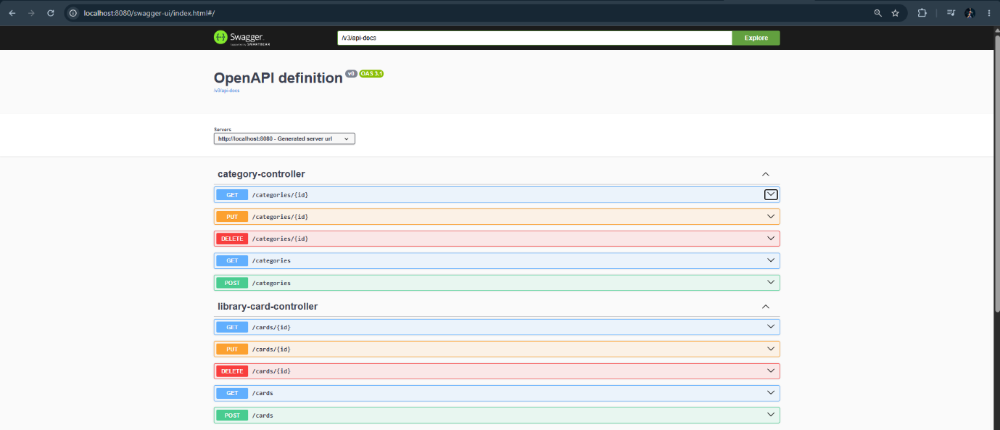 localhost:8080/swagger-ui/index.html#/
Swagger.
Supported by SMARTBEAR
/v3/api-docs
Explore
OpenAPI definition v0 OAS 3.1
/v3/api-docs
Servers
http://localhost:8080 - Generated server url
category-controller
GET /categories/{id}
PUT /categories/{id}
DELETE /categories/{id}
GET /categories
POST /categories
library-card-controller
GET /cards/{id}
PUT /cards/{id}
DELETE /cards/{id}
GET /cards
POST /cards